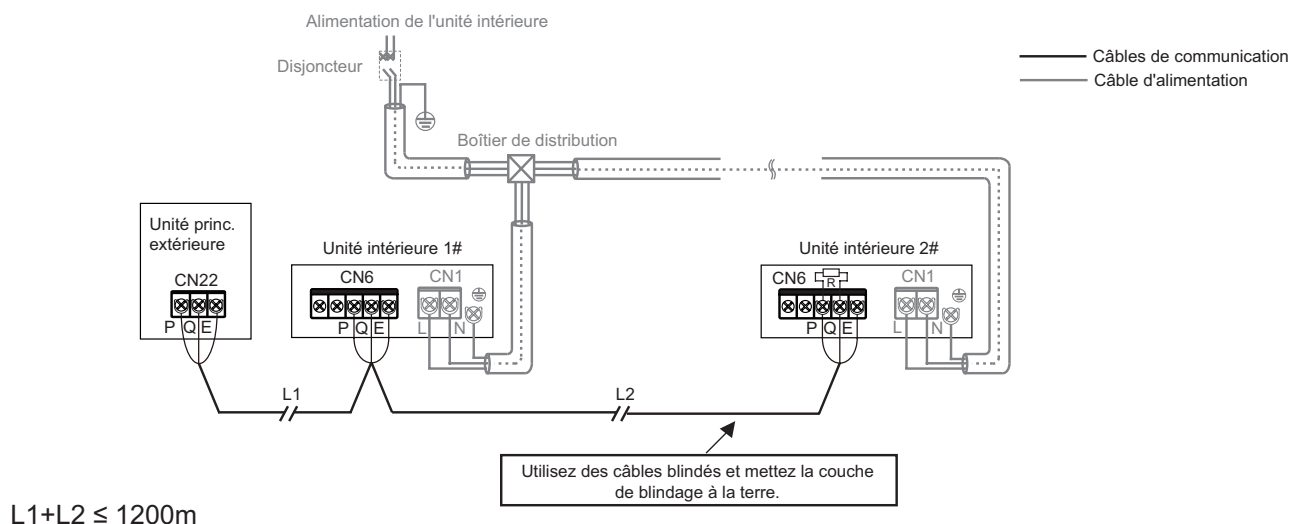 Alimentation de l'unité intérieure
Disjoncteur
Câbles de communication
Câble d'alimentation
Boîtier de distribution
Unité princ.
extérieure
CN22
P Q E
Unité intérieure 1#
CN6
CN1
P Q E
L N
Unité intérieure 2#
CN6
R
CN1
P Q E
L N
L1
L2
Utilisez des câbles blindés et mettez la couche
de blindage à la terre.
L1+L2 ≤ 1200m